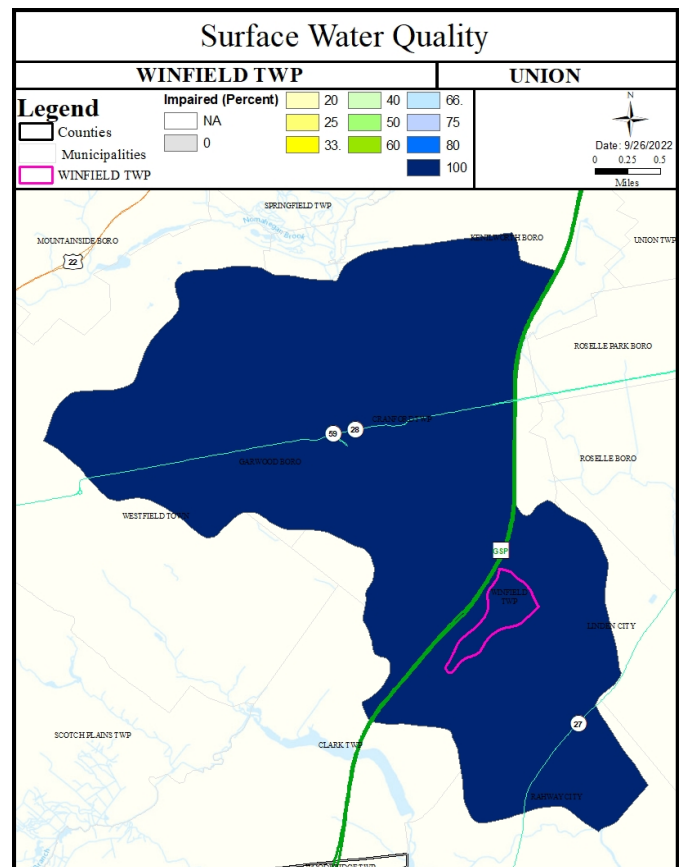 Surface Water Quality
WINFIELD TWP
UNION
Legend
Counties
Municipalities
WINFIELD TWP
Impaired (Percent)
NA
0
20
25
33.
40
50
60
66.
75
80
100
N
Date: 9/26/2022
0 0.25 0.5
Miles
SPRINGFIELD TWP
MOUNTAINSIDE BORO
KENILWORTH BORO
UNION TWP
22
ROSELLE PARK BORO
CRANFORD TWP
59
28
GARWOOD BORO
ROSELLE BORO
WESTFIELD TOWN
GSP
WINFIELD
TWP
LINDEN CITY
27
SCOTCH PLAINS TWP
CLARK TWP
RAHWAY CITY